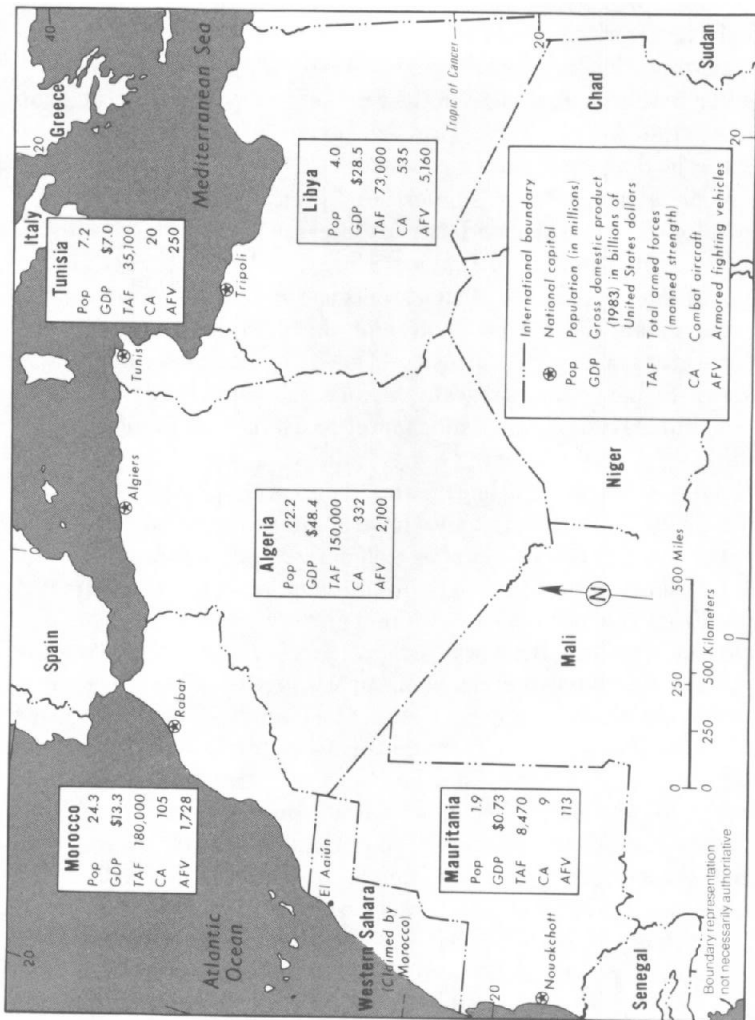 20
Spain
0
Italy
20
Greece
40
Atlantic
Ocean
Mediterranean Sea
Morocco
Pop 24.3
GDP $13.3
TAF 180,000
CA 105
AFV 1,728
Tunisia
Pop 7.2
GDP $7.0
TAF 35,100
CA 20
AFV 250
Rabat
Algiers
Tunis
Tripoli
Algeria
Pop 22.2
GDP $48.4
TAF 150,000
CA 332
AFV 2,100
Libya
Pop 4.0
GDP $28.5
TAF 73,000
CA 535
AFV 5,160
El Aaiún
Western Sahara
(Claimed by
Morocco)
Tropic of Cancer
Mauritania
Pop 1.9
GDP $0.73
TAF 8,470
CA 9
AFV 113
20
Nouakchott
Senegal
Mali
Niger
Chad
Sudan
20
20
0
N
International boundary
National capital
Pop Population (in millions)
GDP Gross domestic product
(1983) in billions of
United States dollars
TAF Total armed forces
(manned strength)
CA Combat aircraft
AFV Armored fighting vehicles
0 250 500 Miles
0 250 500 Kilometers
Boundary representation
not necessarily authoritative